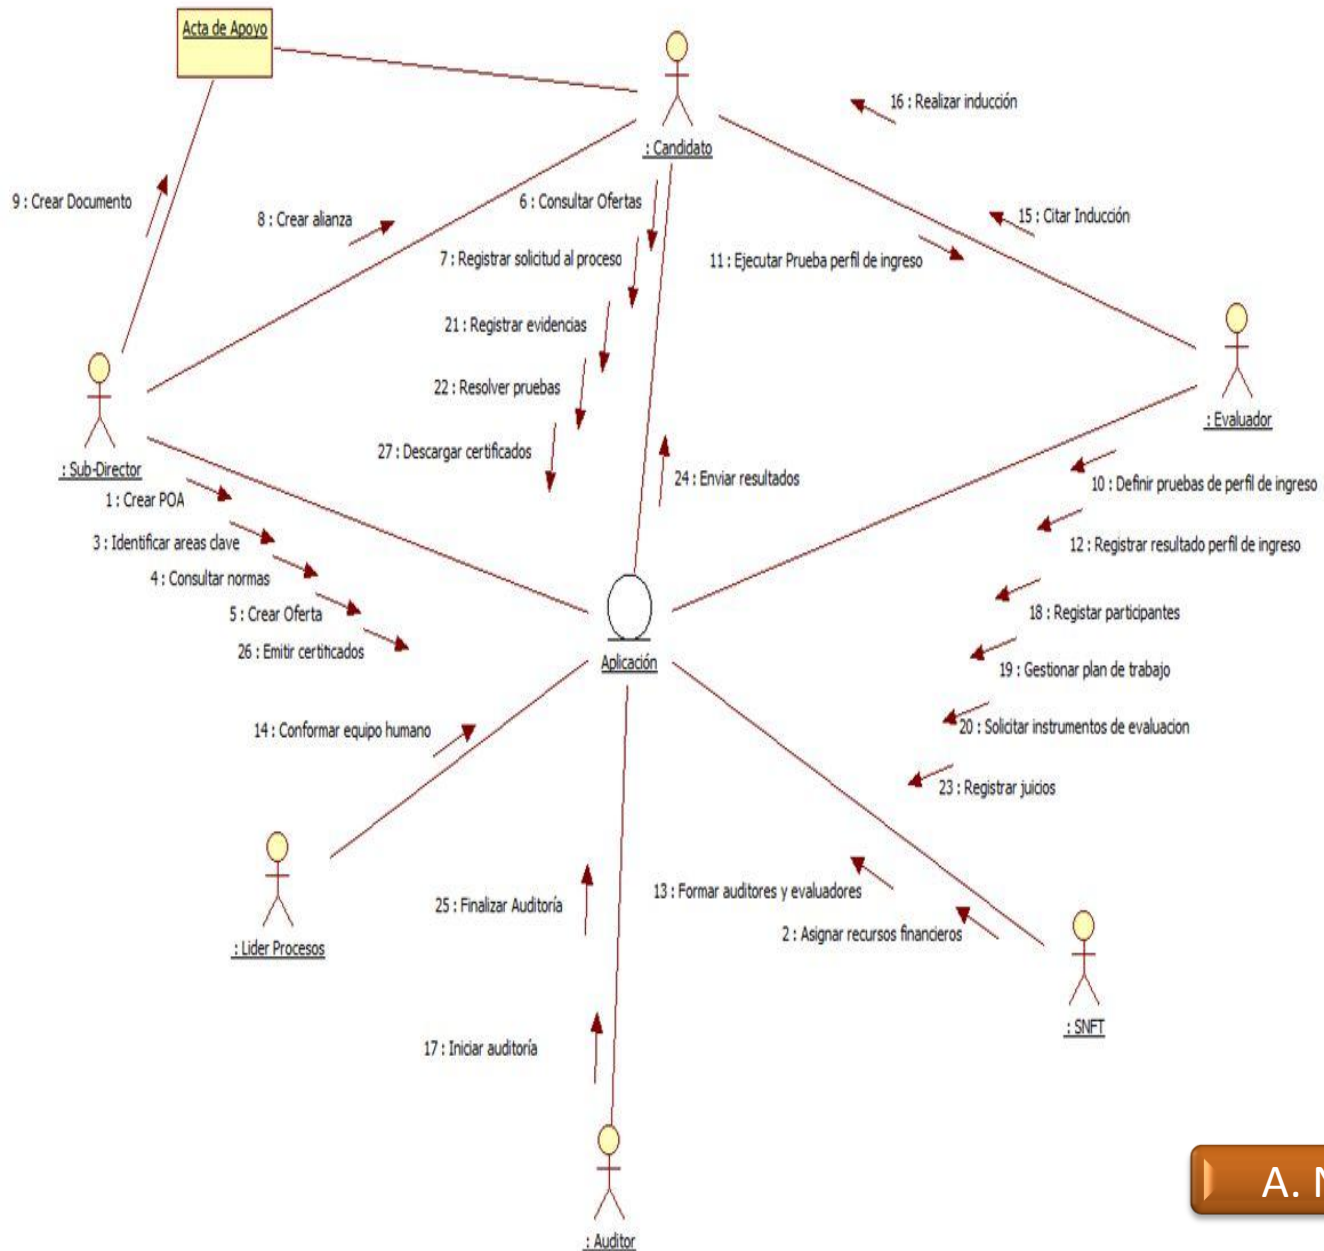 Acta de Apoyo
16 : Realizar inducción
: Candidato
9 : Crear Documento
6 : Consultar Ofertas
8 : Crear alianza
15 : Citar Inducción
7 : Registrar solicitud al proceso
11 : Ejecutar Prueba perfil de ingreso
21 : Registrar evidencias
22 : Resolver pruebas
: Evaluador
27 : Descargar certificados
: Sub-Director
24 : Enviar resultados
10 : Definir pruebas de perfil de ingreso
1 : Crear POA
3 : Identificar areas clave
12 : Registrar resultado perfil de ingreso
4 : Consultar normas
5 : Crear Oferta
18 : Registar participantes
26 : Emitir certificados
Aplicación
19 : Gestionar plan de trabajo
14 : Conformar equipo humano
20 : Solicitar instrumentos de evaluacion
23 : Registrar juicios
13 : Formar auditores y evaluadores
25 : Finalizar Auditoría
2 : Asignar recursos financieros
: Lider Procesos
: SNFT
17 : Iniciar auditoría
A.
: Auditor